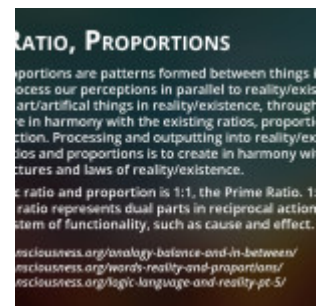 RATIO, PROPORTIONS
portions are patterns formed between things i
ocess our perceptions in parallel to reality/exis
art/artifical things in reality/existence, through
re in harmony with the existing ratios, proporti
ction. Processing and outputting into reality/ex
ios and proportions is to create in harmony wi
ctures and laws of reality/existence.
c ratio and proportion is 1:1, the Prime Ratio. 1:
ratio represents dual parts in reciprocal action
stem of functionality, such as cause and effect.
nsciousness.org/analogy-balance-and-in-between/
nsciousness.org/words-reality-and-proportions/
nsciousness.org/logic-language-and-reality-pt-5/